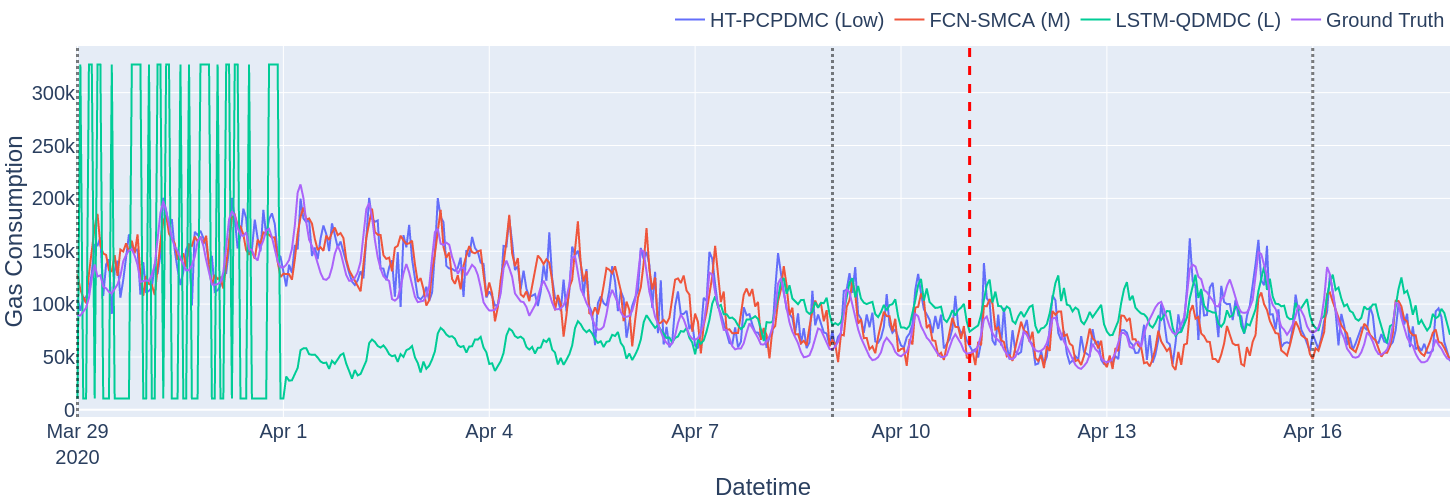 HT-PCPDMC (Low) FCN-SMCA (M) LSTM-QDMDC (L) Ground Truth
Gas Consumption
300k
250k
200k
150k
100k
50k
0
Mar 29 Apr 1 Apr 4 Apr 7 Apr 10 Apr 13 Apr 16
2020
Datetime